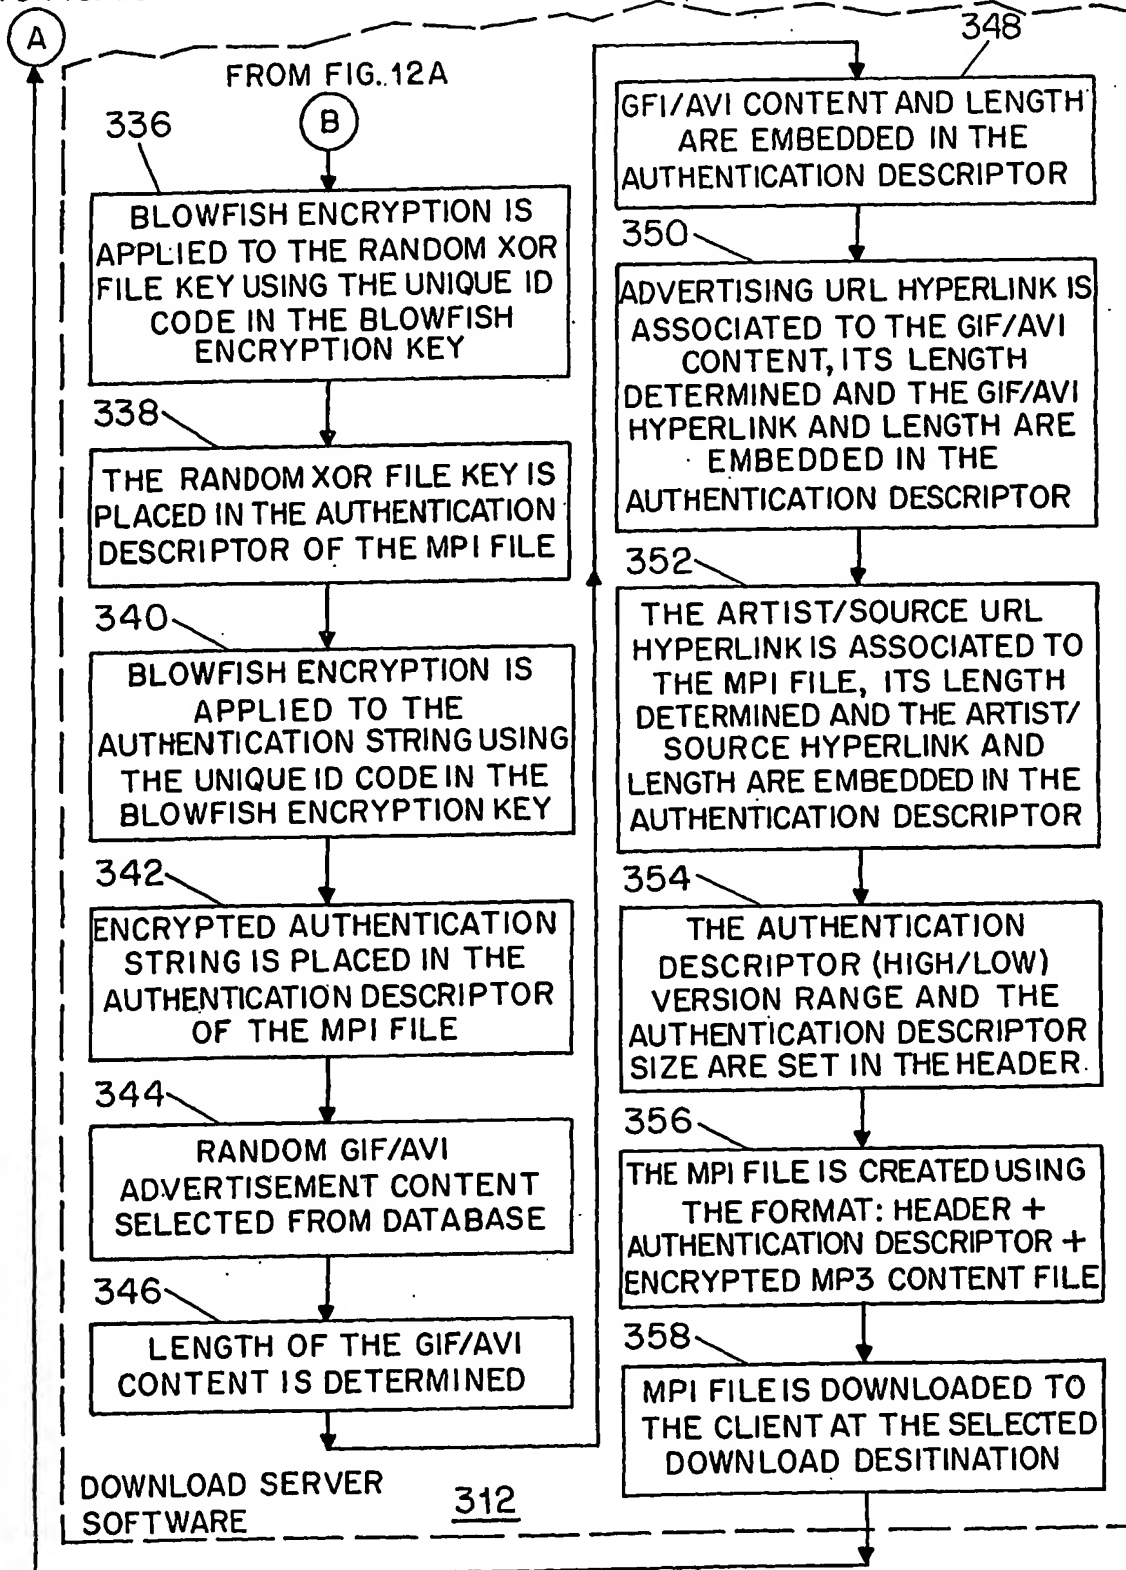 A
FROM FIG. 12A
B
336
BLOWFISH ENCRYPTION IS
APPLIED TO THE RANDOM XOR
FILE KEY USING THE UNIQUE ID
CODE IN THE BLOWFISH
ENCRYPTION KEY
338
THE RANDOM XOR FILE KEY IS
PLACED IN THE AUTHENTICATION
DESCRIPTOR OF THE MPI FILE
340
BLOWFISH ENCRYPTION IS
APPLIED TO THE
AUTHENTICATION STRING USING
THE UNIQUE ID CODE IN THE
BLOWFISH ENCRYPTION KEY
342
ENCRYPTED AUTHENTICATION
STRING IS PLACED IN THE
AUTHENTICATION DESCRIPTOR
OF THE MPI FILE
344
RANDOM GIF/AVI
ADVERTISEMENT CONTENT
SELECTED FROM DATABASE
346
LENGTH OF THE GIF/AVI
CONTENT IS DETERMINED
DOWNLOAD SERVER
SOFTWARE
312
348
GFI/AVI CONTENT AND LENGTH
ARE EMBEDDED IN THE
AUTHENTICATION DESCRIPTOR
350
ADVERTISING URL HYPERLINK IS
ASSOCIATED TO THE GIF/AVI
CONTENT, ITS LENGTH
DETERMINED AND THE GIF/AVI
HYPERLINK AND LENGTH ARE
EMBEDDED IN THE
AUTHENTICATION DESCRIPTOR
352
THE ARTIST/SOURCE URL
HYPERLINK IS ASSOCIATED TO
THE MPI FILE, ITS LENGTH
DETERMINED AND THE ARTIST/
SOURCE HYPERLINK AND
LENGTH ARE EMBEDDED IN THE
AUTHENTICATION DESCRIPTOR
354
THE AUTHENTICATION
DESCRIPTOR (HIGH/LOW)
VERSION RANGE AND THE
AUTHENTICATION DESCRIPTOR
SIZE ARE SET IN THE HEADER.
356
THE MPI FILE IS CREATED USING
THE FORMAT: HEADER +
AUTHENTICATION DESCRIPTOR +
ENCRYPTED MP3 CONTENT FILE
358
MPI FILE IS DOWNLOADED TO
THE CLIENT AT THE SELECTED
DOWNLOAD DESITINATION